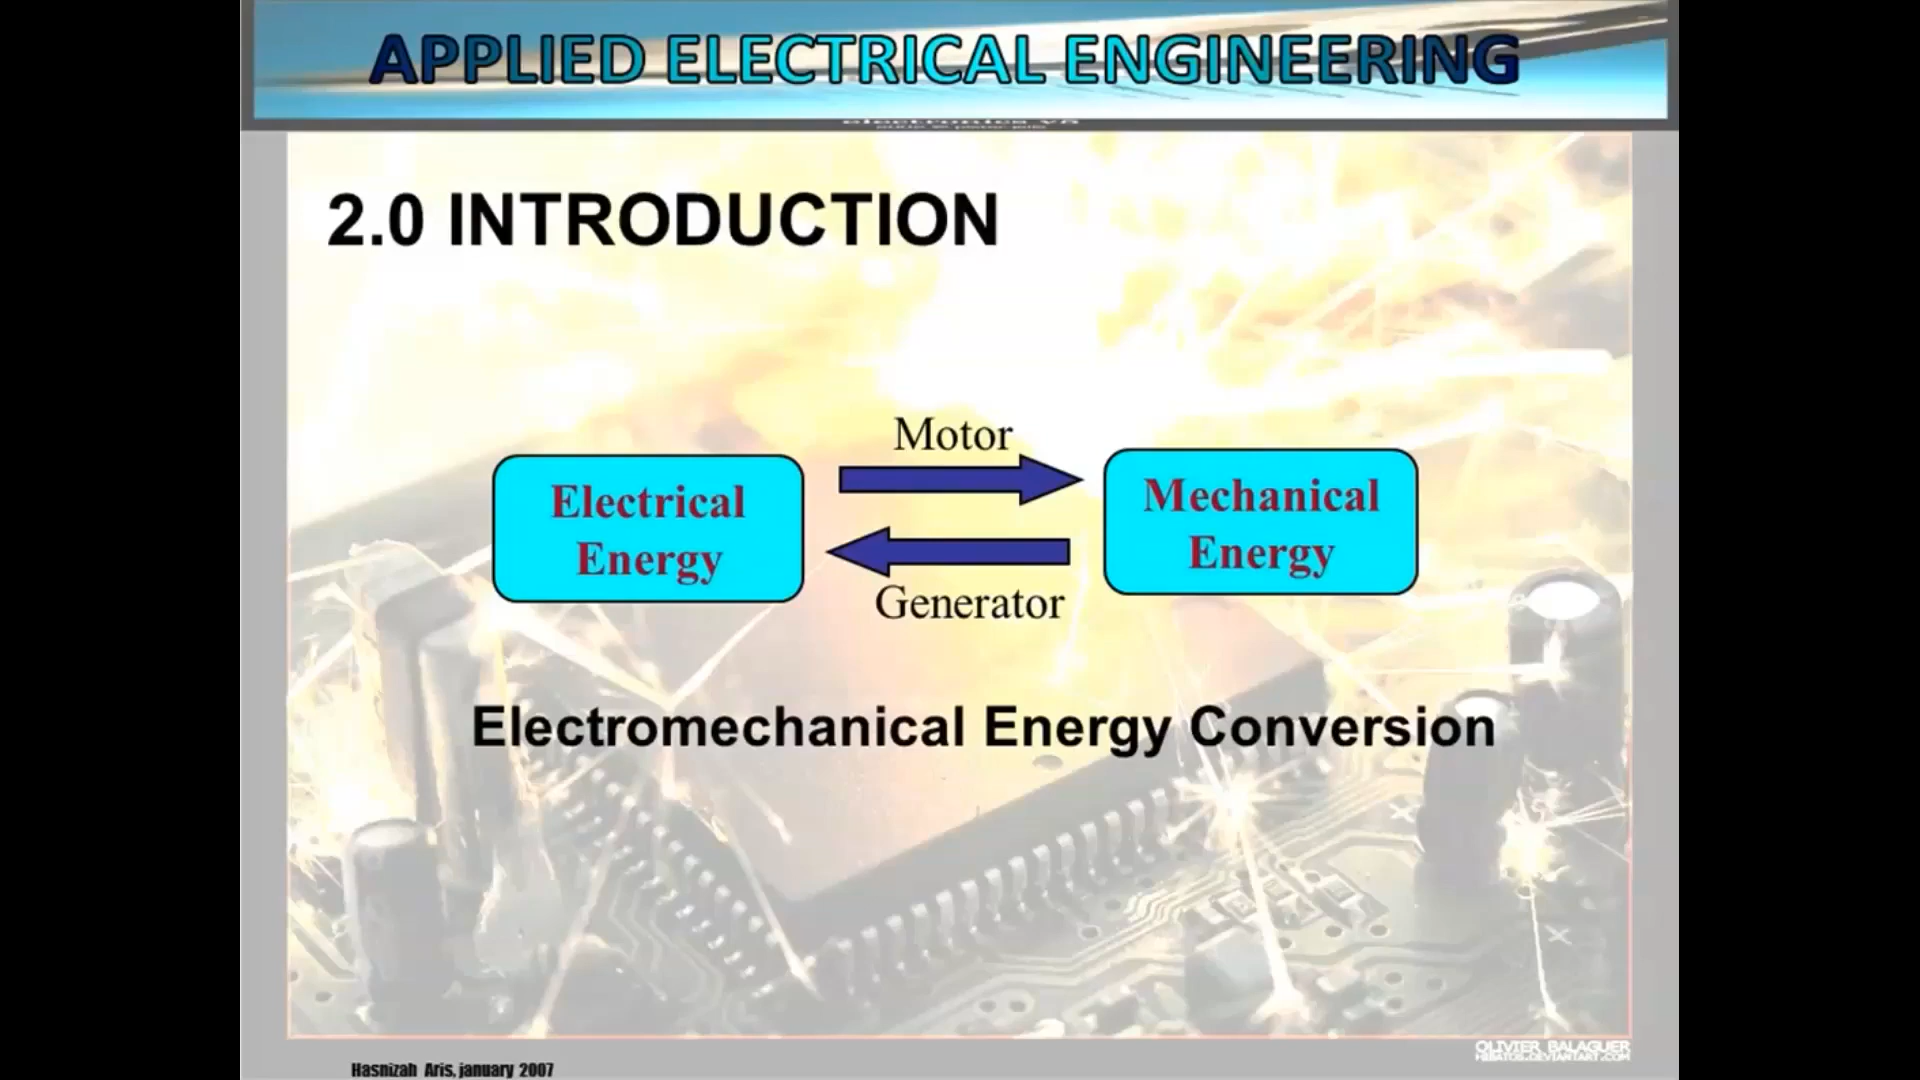 APPLIED ELECTRICAL ENGINEERING
2.0 INTRODUCTION
Motor
Electrical
Energy
Mechanical
Energy
Generator
Electromechanical Energy Conversion
Hasnizah Aris, january 2007
OLIVIER BALAGUER